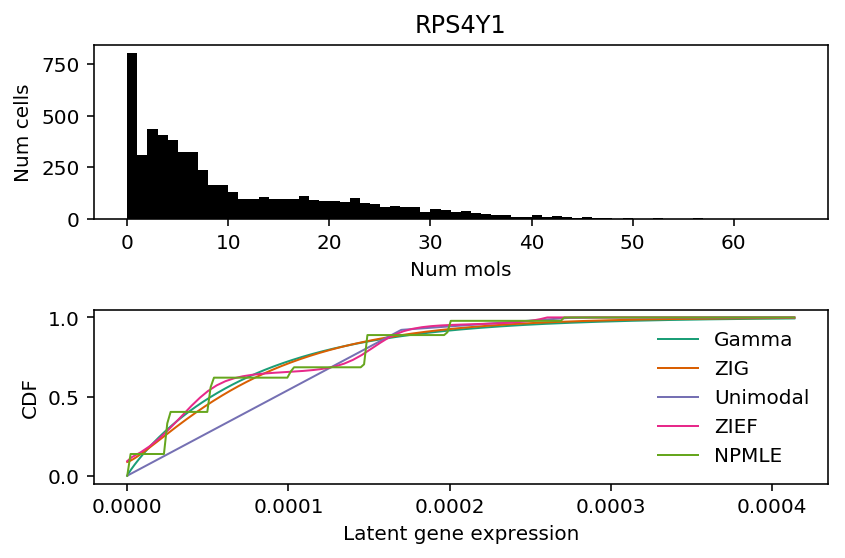 RPS4Y1
Num cells
750
500
250
0
0 10 20 30 40 50 60
Num mols
CDF
1.0
0.5
0.0
Gamma
ZIG
Unimodal
ZIEF
NPMLE
0.0000 0.0001 0.0002 0.0003 0.0004
Latent gene expression